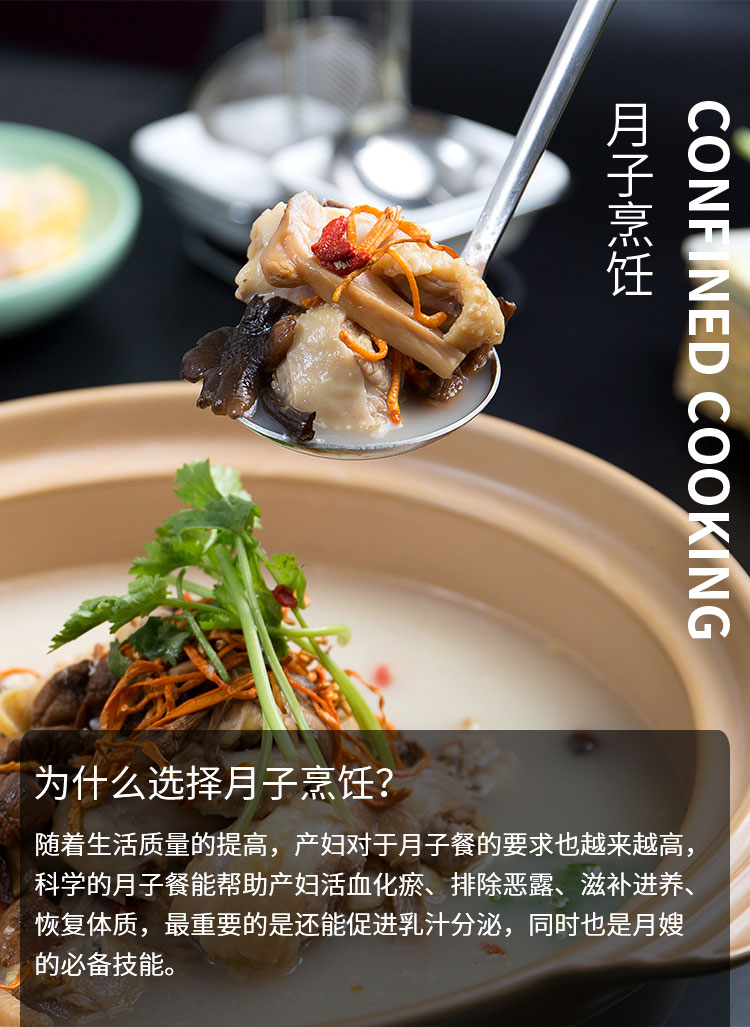 月子烹饪
CONFINED COOKING
为什么选择月子烹饪？
随着生活质量的提高，产妇对于月子餐的要求也越来越高，
科学的月子餐能帮助产妇活血化瘀、排除恶露、滋补进养、
恢复体质，最重要的是还能促进乳汁分泌，同时也是月嫂
的必备技能。